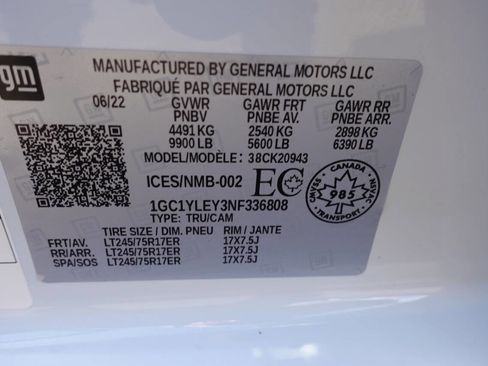 gm
MANUFACTURED BY GENERAL MOTORS LLC
FABRIQUÉ PAR GENERAL MOTORS LLC
06/22 GVWR GAWR FRT GAWR RR
PNBV PNBE AV. PNBE ARR.
4491 KG 2540 KG 2898 KG
9900 LB 5600 LB 6390 LB
MODEL/MODÈLE: 38CK20943
ICES/NMB-002 EC
1GC1YLEY3NF336808
TYPE: TRU/CAM
CANADA
CMVSS 985 NSVAC
TIRE SIZE / DIM. PNEU RIM / JANTE
FRT/AV. LT245/75R17ER 17X7.5J
RR/ARR. LT245/75R17ER 17X7.5J
SPA/SOS LT245/75R17ER 17X7.5J